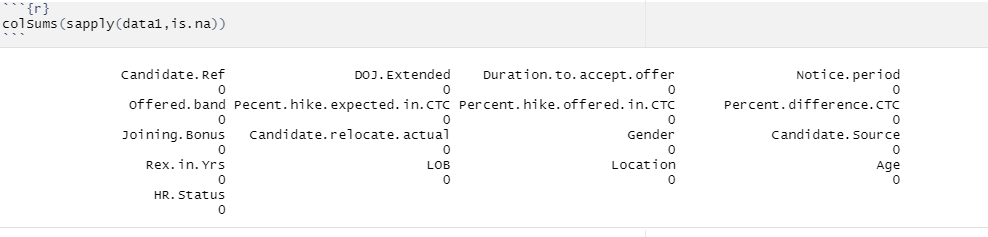 ```{r}
colSums(sapply(data1,is.na))
```
Candidate.Ref DOJ.Extended Duration.to.accept.offer Notice.period
0 0 0 0
Offered.band Pecent.hike.expected.in.CTC Percent.hike.offered.in.CTC Percent.difference.CTC
0 0 0 0
Joining.Bonus Candidate.relocate.actual Gender Candidate.Source
0 0 0 0
Rex.in.Yrs LOB Location Age
0 0 0 0
HR.Status
0